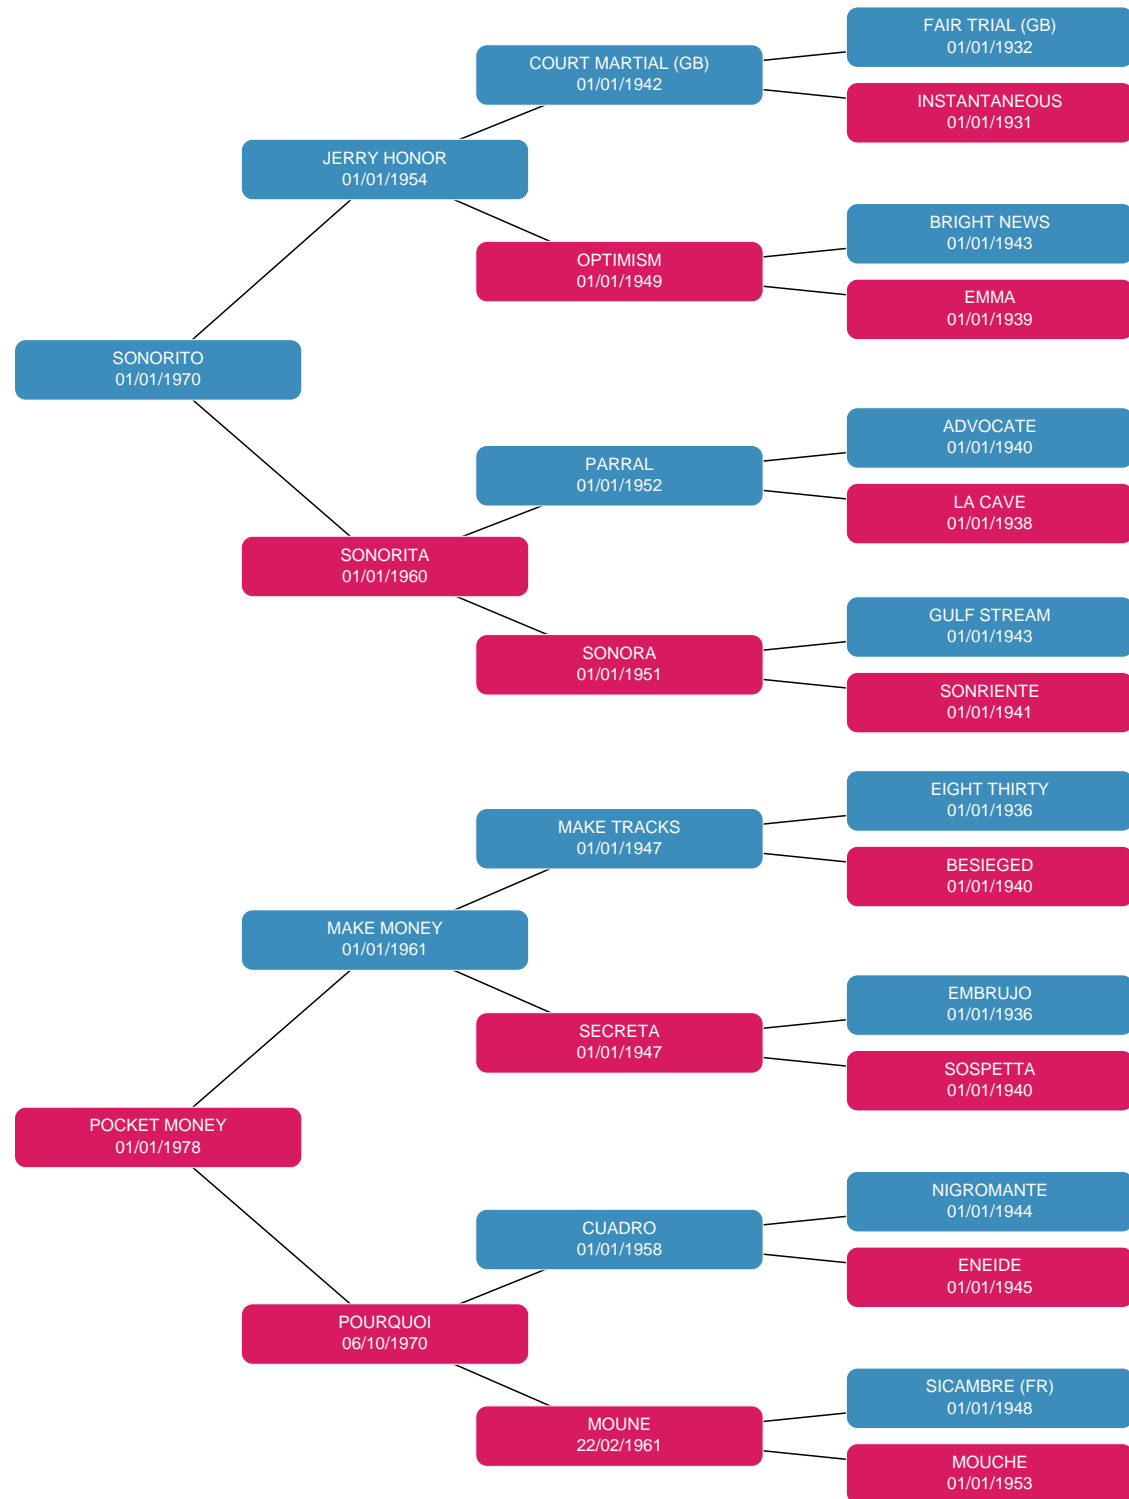 FAIR TRIAL (GB)
01/01/1932
COURT MARTIAL (GB)
01/01/1942
INSTANTANEOUS
01/01/1931
JERRY HONOR
01/01/1954
BRIGHT NEWS
01/01/1943
OPTIMISM
01/01/1949
EMMA
01/01/1939
SONORITO
01/01/1970
ADVOCATE
01/01/1940
PARRAL
01/01/1952
LA CAVE
01/01/1938
SONORITA
01/01/1960
GULF STREAM
01/01/1943
SONORA
01/01/1951
SONRIENTE
01/01/1941
EIGHT THIRTY
01/01/1936
MAKE TRACKS
01/01/1947
BESIEGED
01/01/1940
MAKE MONEY
01/01/1961
EMBRUJO
01/01/1936
SECRETA
01/01/1947
SOSPETTA
01/01/1940
POCKET MONEY
01/01/1978
NIGROMANTE
01/01/1944
CUADRO
01/01/1958
ENEIDE
01/01/1945
POURQUOI
06/10/1970
SICAMBRE (FR)
01/01/1948
MOUNE
22/02/1961
MOUCHE
01/01/1953